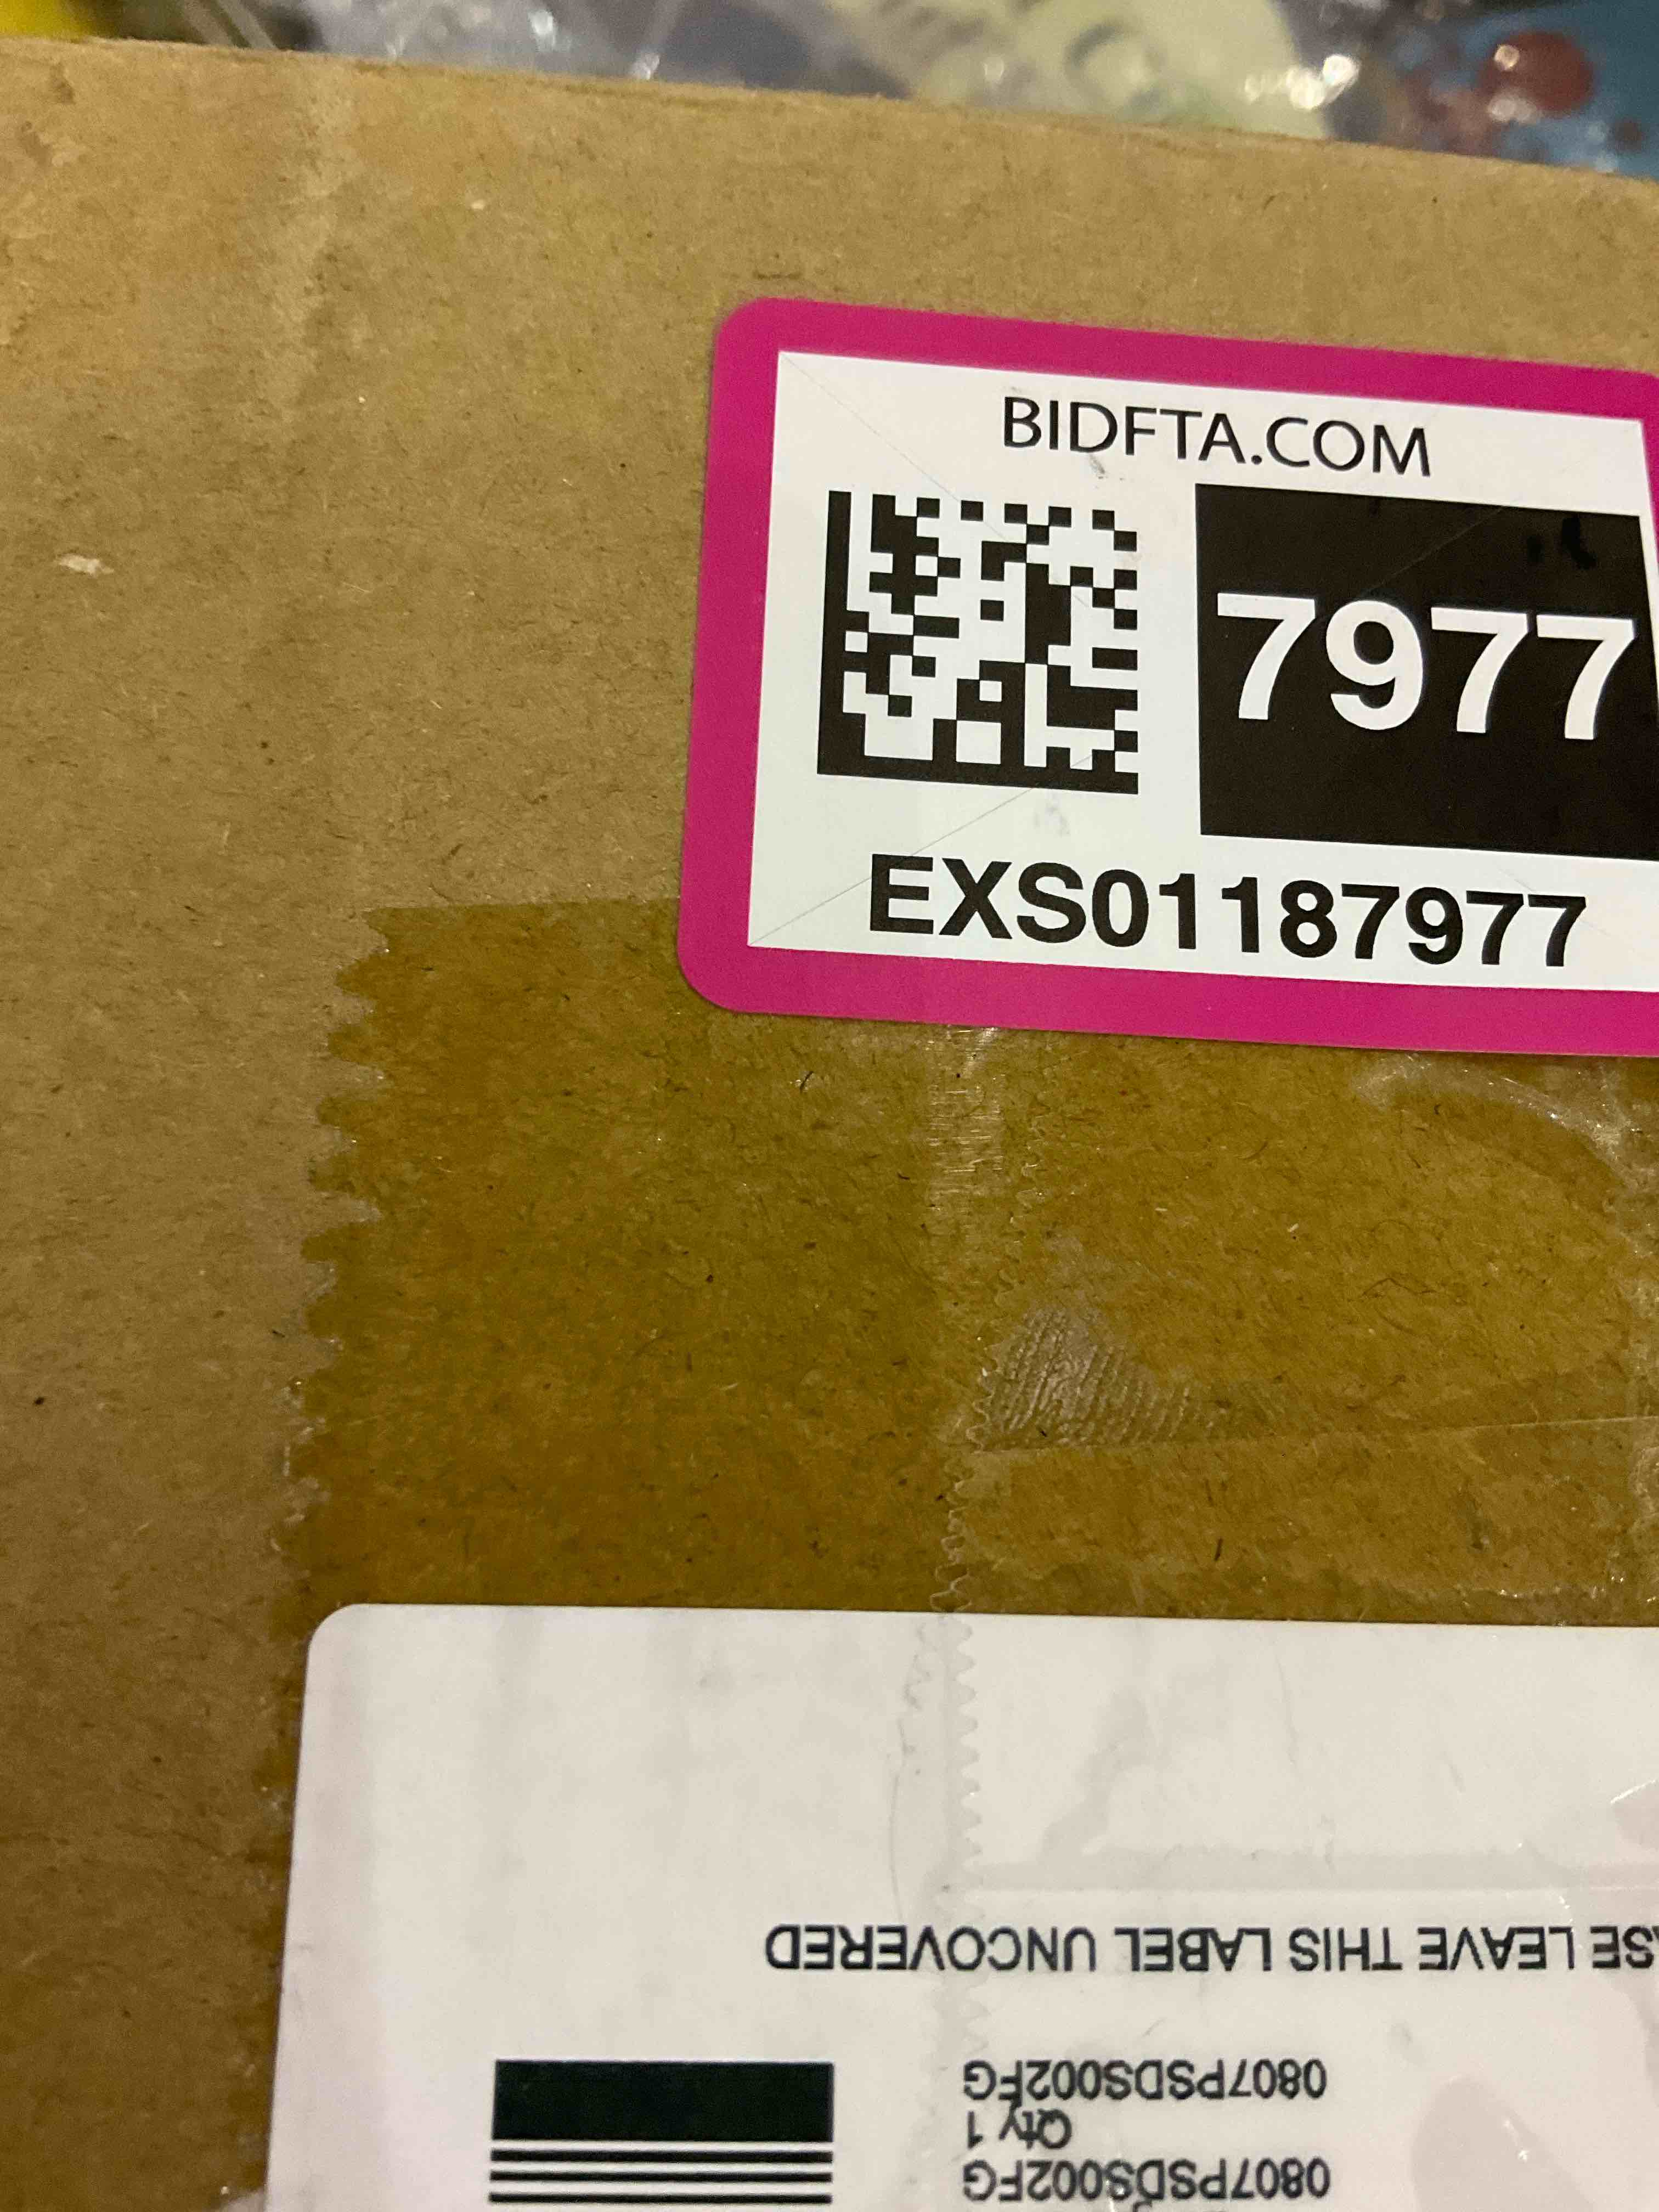 BIDFTA.COM
7977
EXS01187977
SE LEAVE THIS LABEL UNCOVERED
0807PSDS002FG
Qty 1
0807PSDS002FG